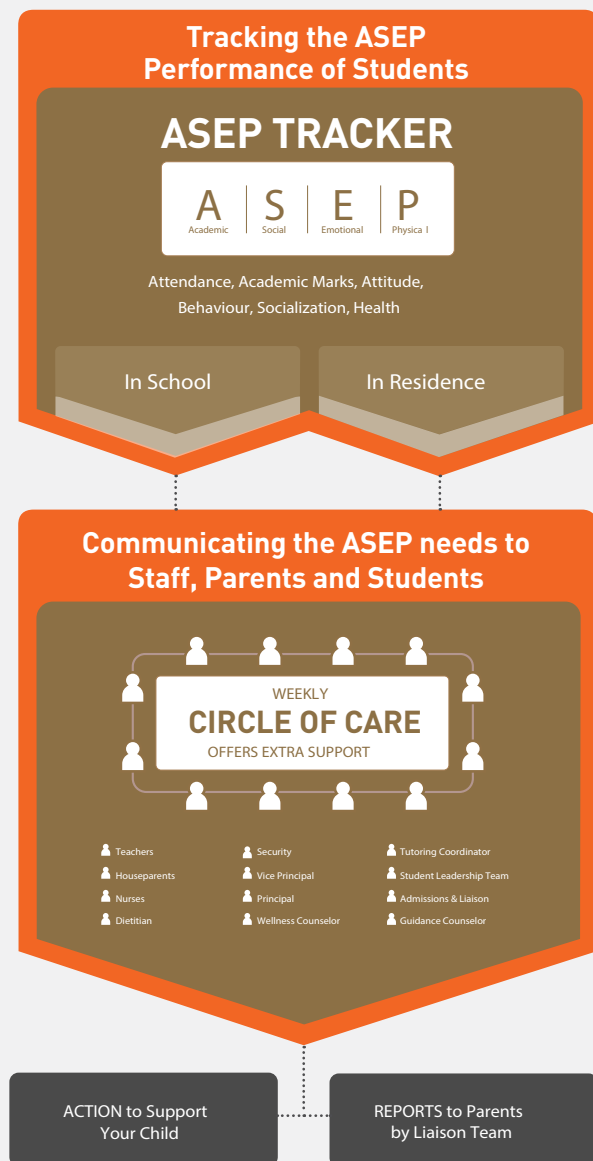 Tracking the ASEP
Performance of Students
ASEP TRACKER
A S E P
Academic Social Emotional Physica l
Attendance, Academic Marks, Attitude,
Behaviour, Socialization, Health
In School In Residence
Communicating the ASEP needs to
Staff, Parents and Students
WEEKLY
CIRCLE OF CARE
OFFERS EXTRA SUPPORT
Teachers Security Tutoring Coordinator
Houseparents Vice Principal Student Leadership Team
Nurses Principal Admissions & Liaison
Dietitian Wellness Counselor Guidance Counselor
ACTION to Support
Your Child
REPORTS to Parents
by Liaison Team